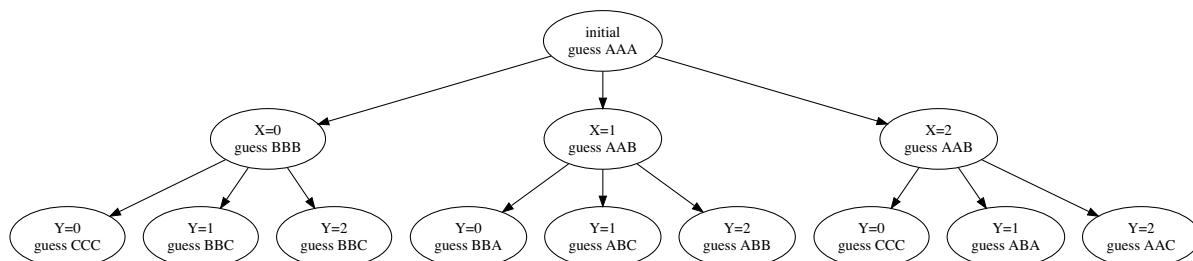 initial
guess AAA
X=0
guess BBB
X=1
guess AAB
X=2
guess AAB
Y=0
guess CCC
Y=1
guess BBC
Y=2
guess BBC
Y=0
guess BBA
Y=1
guess ABC
Y=2
guess ABB
Y=0
guess CCC
Y=1
guess ABA
Y=2
guess AAC